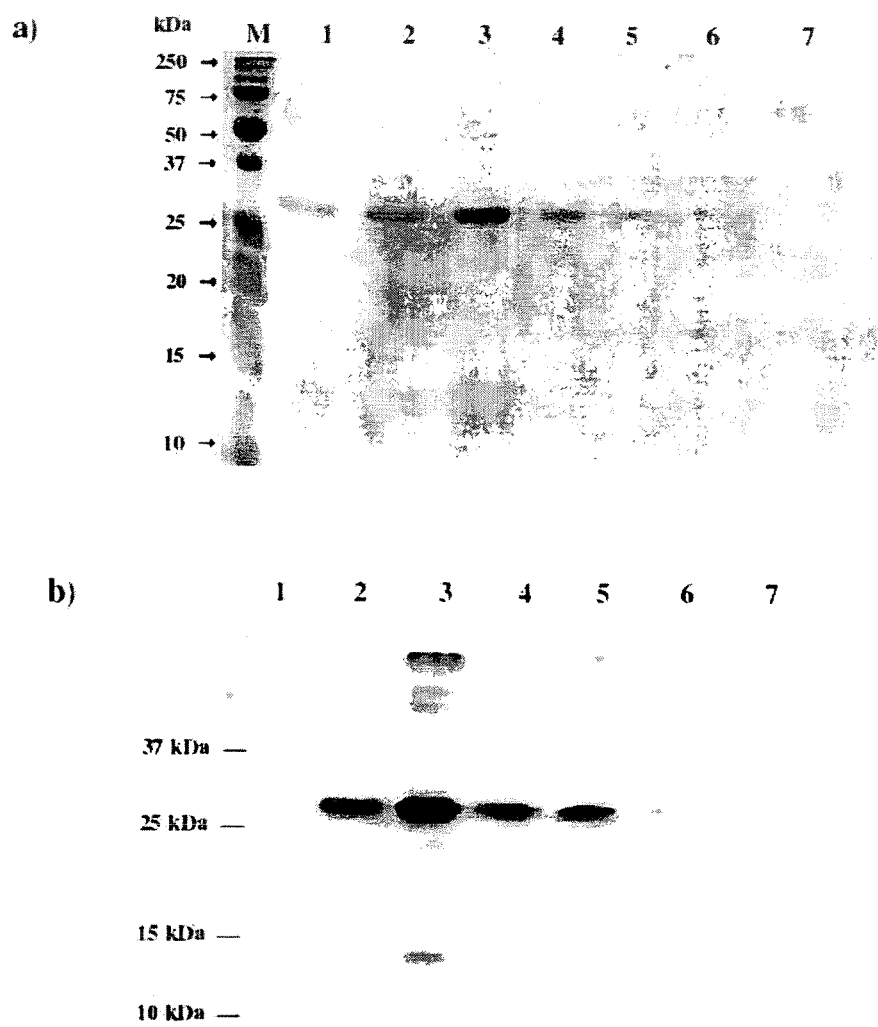 a)
kDa M 1 2 3 4 5 6 7
250 →
75 →
50 →
37 →
25 →
20 →
15 →
10 →
b)
1 2 3 4 5 6 7
37 kDa —
25 kDa —
15 kDa —
10 kDa —